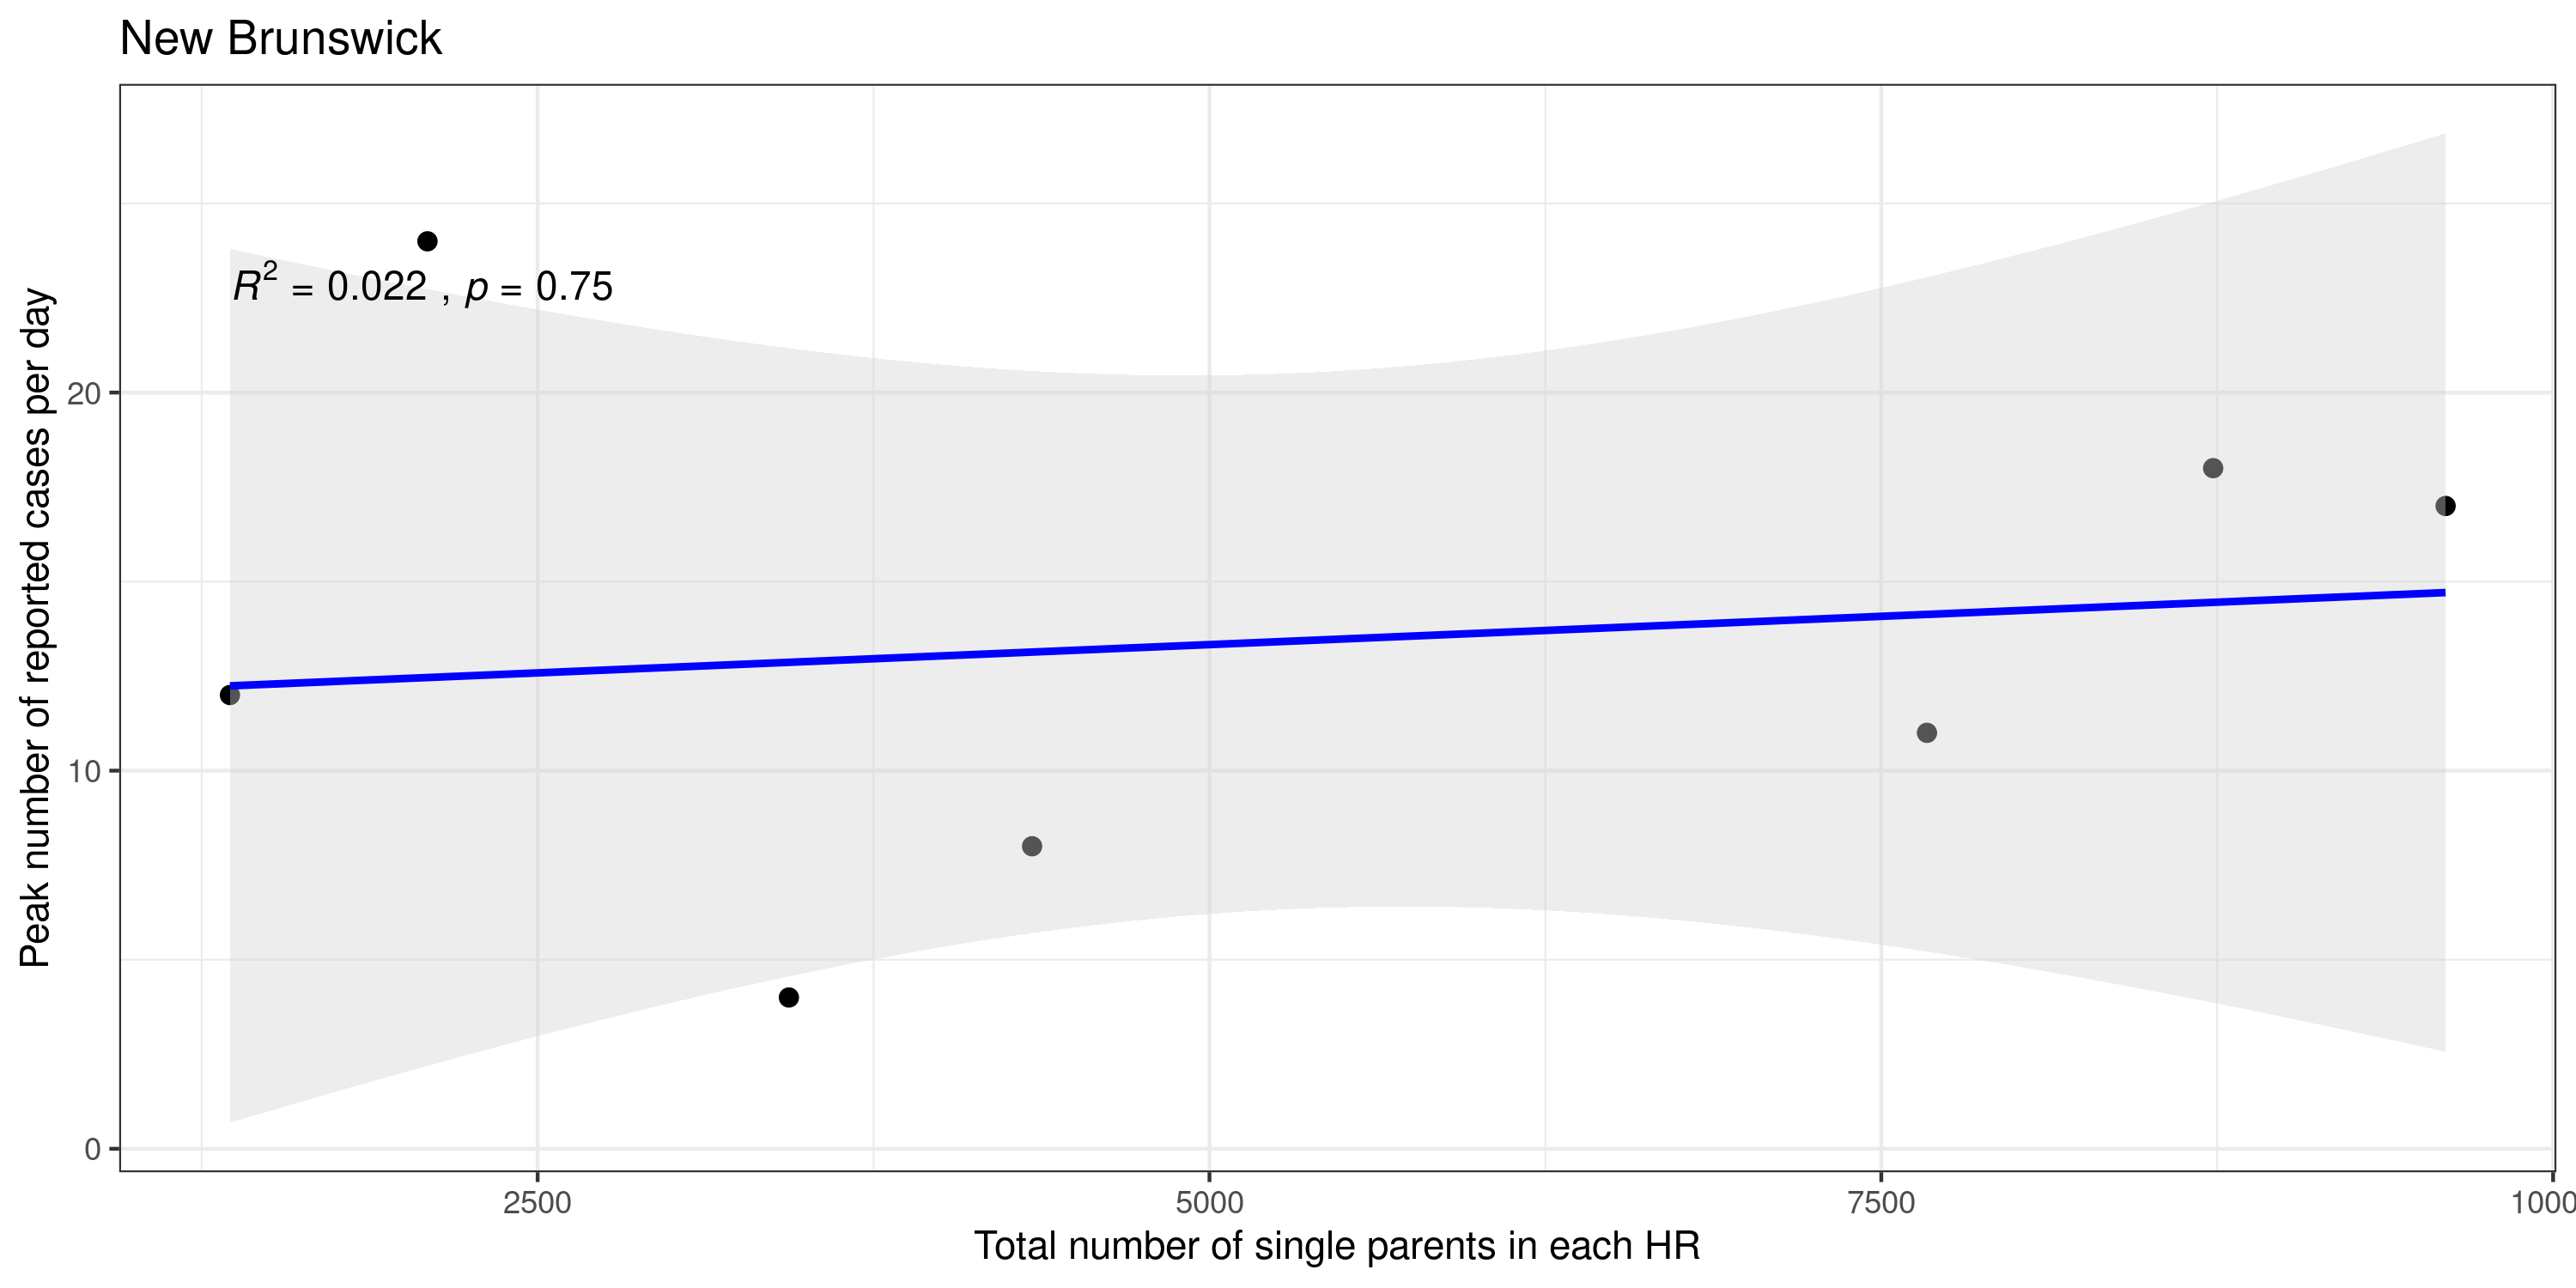 New Brunswick
R² = 0.022 , p = 0.75
Peak number of reported cases per day
20
10
0
2500
5000
7500
1000
Total number of single parents in each HR